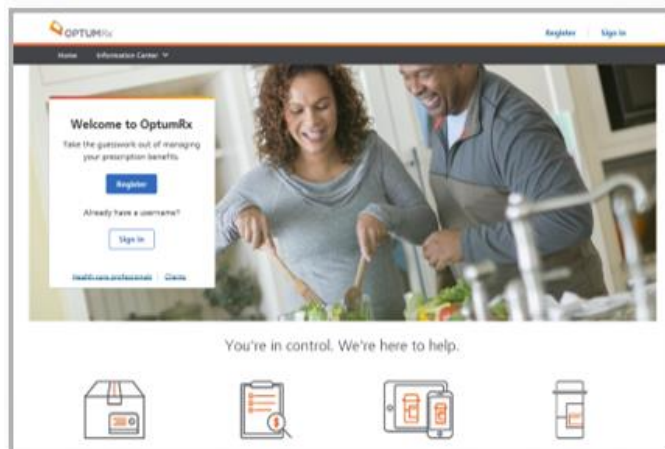 OPTUMRx
Register Sign in
Home Information Center
Welcome to OptumRx
Take the guesswork out of managing
your prescription benefits.
Register
Already have a username?
Sign in
Health care professionals Clients
You're in control. We're here to help.
$